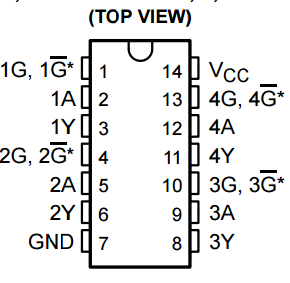 (TOP VIEW)
1G, 1G̅* 1 14 VCC
1A 2 13 4G, 4G̅*
1Y 3 12 4A
2G, 2G̅* 4 11 4Y
2A 5 10 3G, 3G̅*
2Y 6 9 3A
GND 7 8 3Y